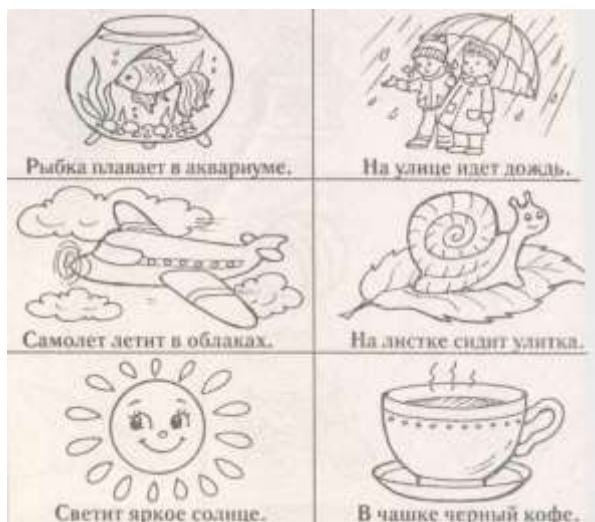 Рыбка плавает в аквариуме.
На улице идет дождь.
Самолет летит в облаках.
На листке сидит улитка.
Светит яркое солнце.
В чашке черный кофе.